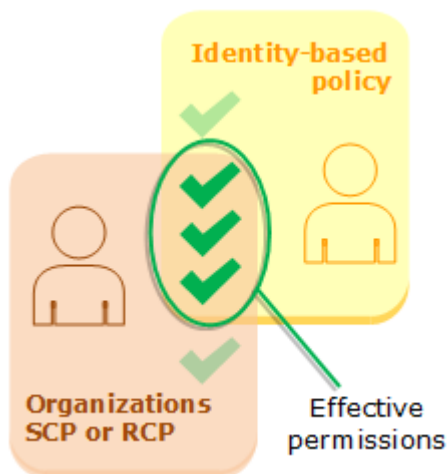 Identity-based
policy
Organizations
SCP or RCP
Effective
permissions